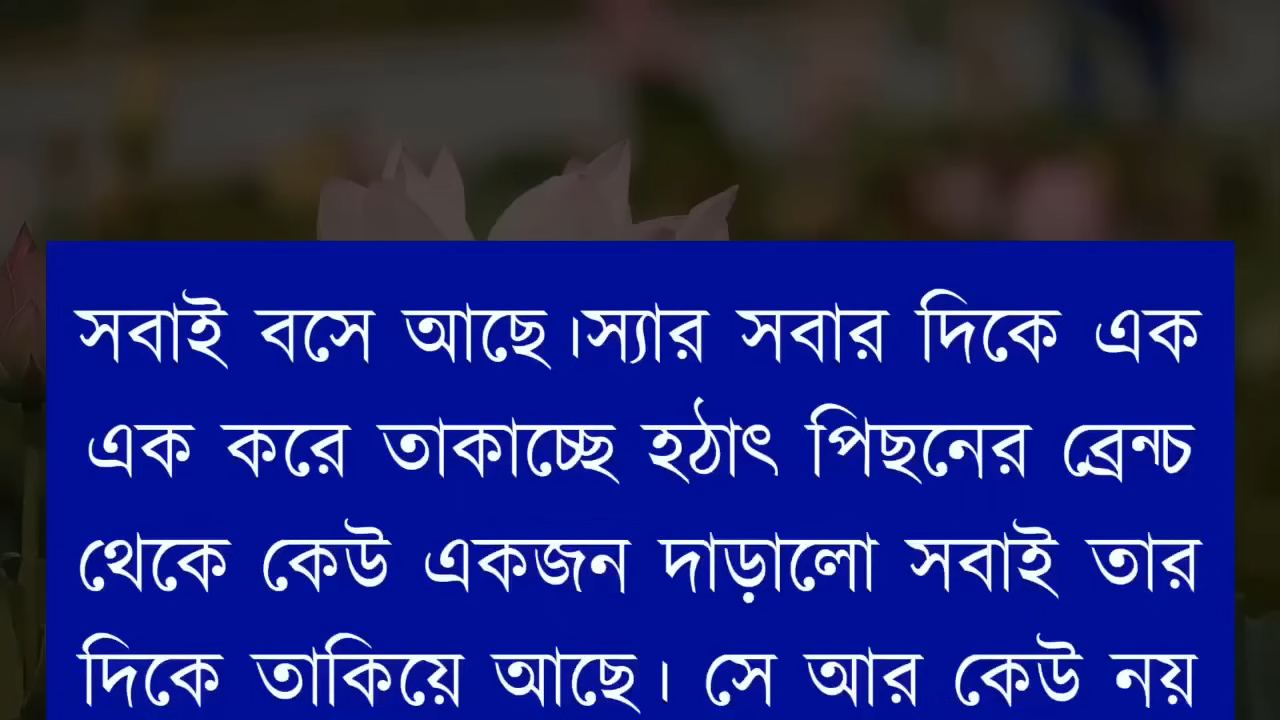 সবাই বসে আছে।স্যার সবার দিকে এক
এক করে তাকাচ্ছে হঠাৎ পিছনের ব্রেন্চ
থেকে কেউ একজন দাড়ালো সবাই তার
দিকে তাকিয়ে আছে। সে আর কেউ নয়